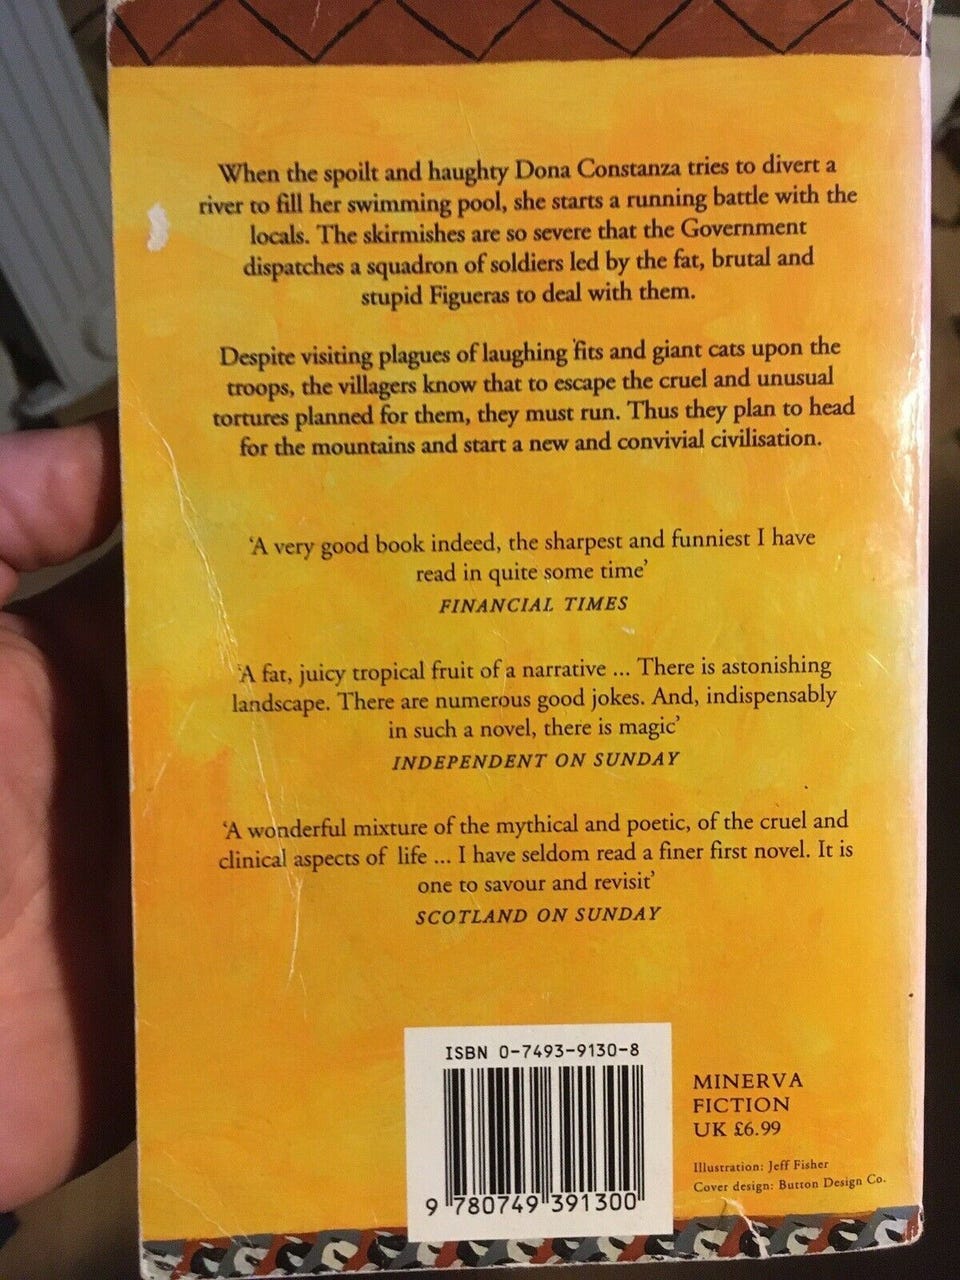 When the spoilt and haughty Dona Constanza tries to divert a
river to fill her swimming pool, she starts a running battle with the
locals. The skirmishes are so severe that the Government
dispatches a squadron of soldiers led by the fat, brutal and
stupid Figueras to deal with them.
Despite visiting plagues of laughing fits and giant cats upon the
troops, the villagers know that to escape the cruel and unusual
tortures planned for them, they must run. Thus they plan to head
for the mountains and start a new and convivial civilisation.
‘A very good book indeed, the sharpest and funniest I have
read in quite some time’
FINANCIAL TIMES
‘A fat, juicy tropical fruit of a narrative ... There is astonishing
landscape. There are numerous good jokes. And, indispensably
in such a novel, there is magic’
INDEPENDENT ON SUNDAY
‘A wonderful mixture of the mythical and poetic, of the cruel and
clinical aspects of life ... I have seldom read a finer first novel. It is
one to savour and revisit’
SCOTLAND ON SUNDAY
ISBN 0-7493-9130-8
9 780749 391300
MINERVA
FICTION
UK £6.99
Illustration: Jeff Fisher
Cover design: Button Design Co.